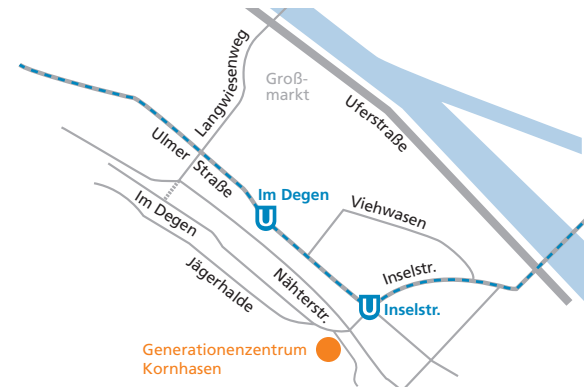 Langwiesenweg
Groß-
markt
Uferstraße
Ulmer
Straße
Im Degen
U
Viehwasen
Im Degen
Inselstr.
Jägerhalde
Nähterstr.
U
Inselstr.
Generationenzentrum
Kornhasen